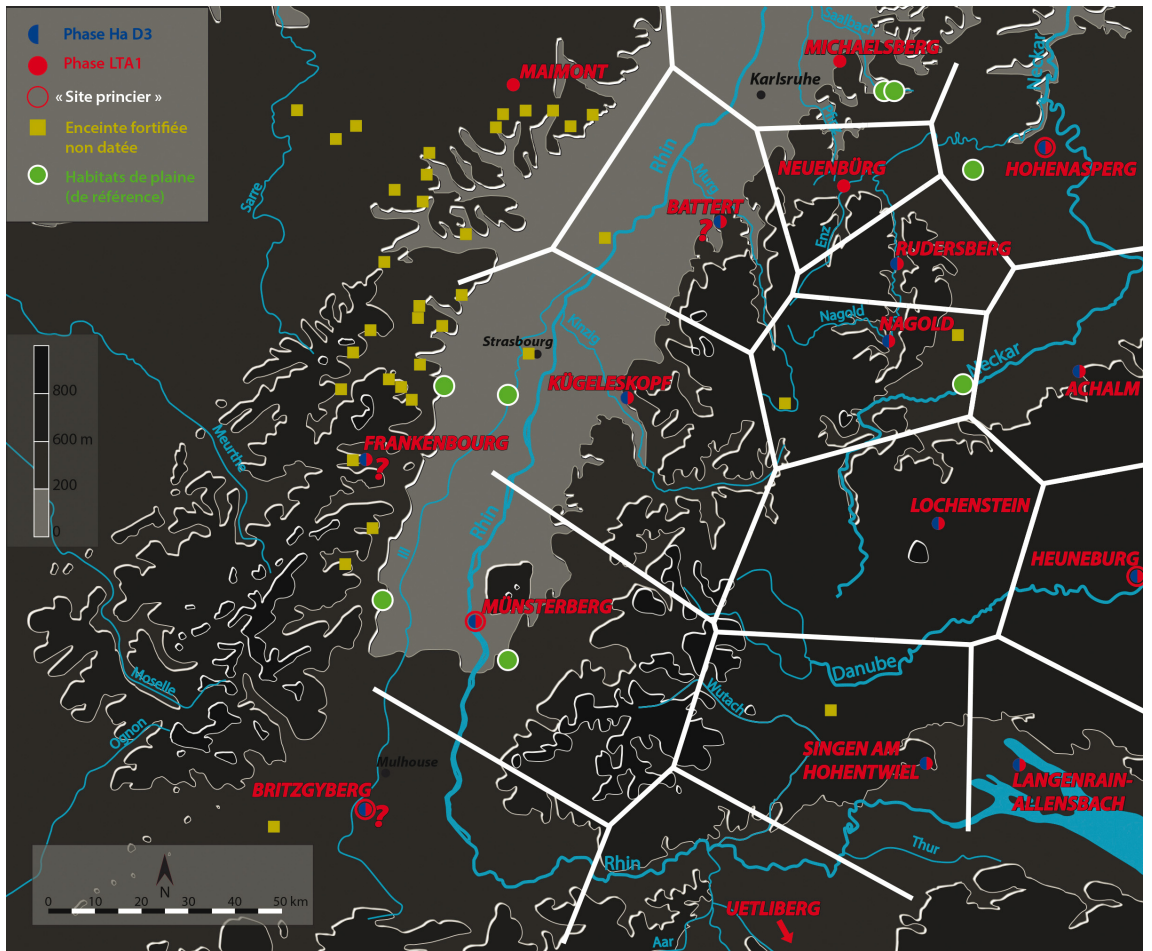 Phase Ha D3
Phase LTA1
« Site princier »
Enceinte fortifiée
non datée
Habitats de plaine
(de référence)
Saalbach
MICHAELSBERG
Neckar
MAIMONT
Karlsruhe
Rhin
Murg
NEUENBÜRG
HOHENASPERG
Sarre
BATTERT
?
Enz
RUDERSBERG
Kinzig
Nagold
NAGOLD
Strasbourg
Neckar
800
KÜGELESKOPF
ACHALM
600 m
Meurthe
FRANKENBOURG
?
200
LOCHENSTEIN
0
Rhin
Ill
HEUNEBURG
MÜNSTERBERG
Danube
Moselle
Wutach
Ognon
Mulhouse
SINGEN AM
HOHENTWIEL
LANGENRAIN-
ALLENSBACH
BRITZGYBERG
?
Thur
Rhin
N
0 10 20 30 40 50 km
UETLIBERG
Aar